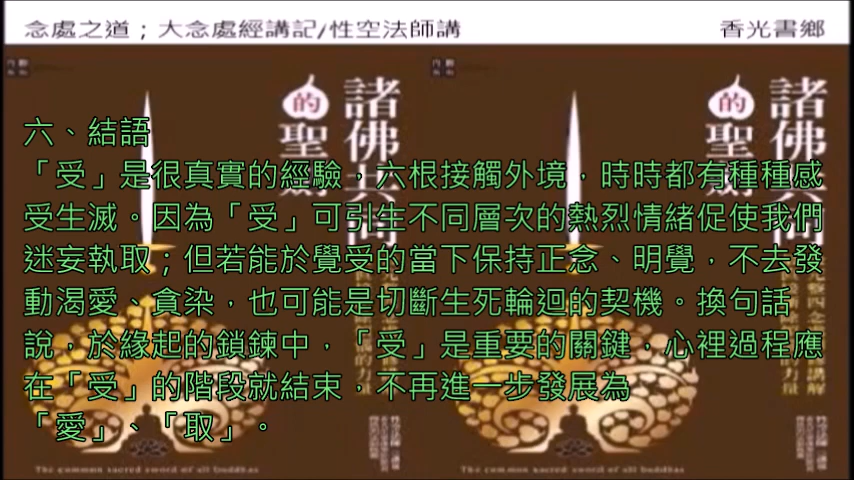 念處之道；大念處經講記/性空法師講
香光書鄉
諸佛共同
的聖劍
諸佛共同
的聖劍
六、結語
「受」是很真實的經驗，六根接觸外境，時時都有種種感
受生滅。因為「受」可引生不同層次的熱烈情緒促使我們
迷妄執取；但若能於覺受的當下保持正念、明覺，不去發
動渴愛、貪染，也可能是切斷生死輪迴的契機。換句話
說，於緣起的鎖鍊中，「受」是重要的關鍵，心裡過程應
在「受」的階段就結束，不再進一步發展為
「愛」、「取」。
The common sacred sword of all buddhas
The common sacred sword of all buddhas